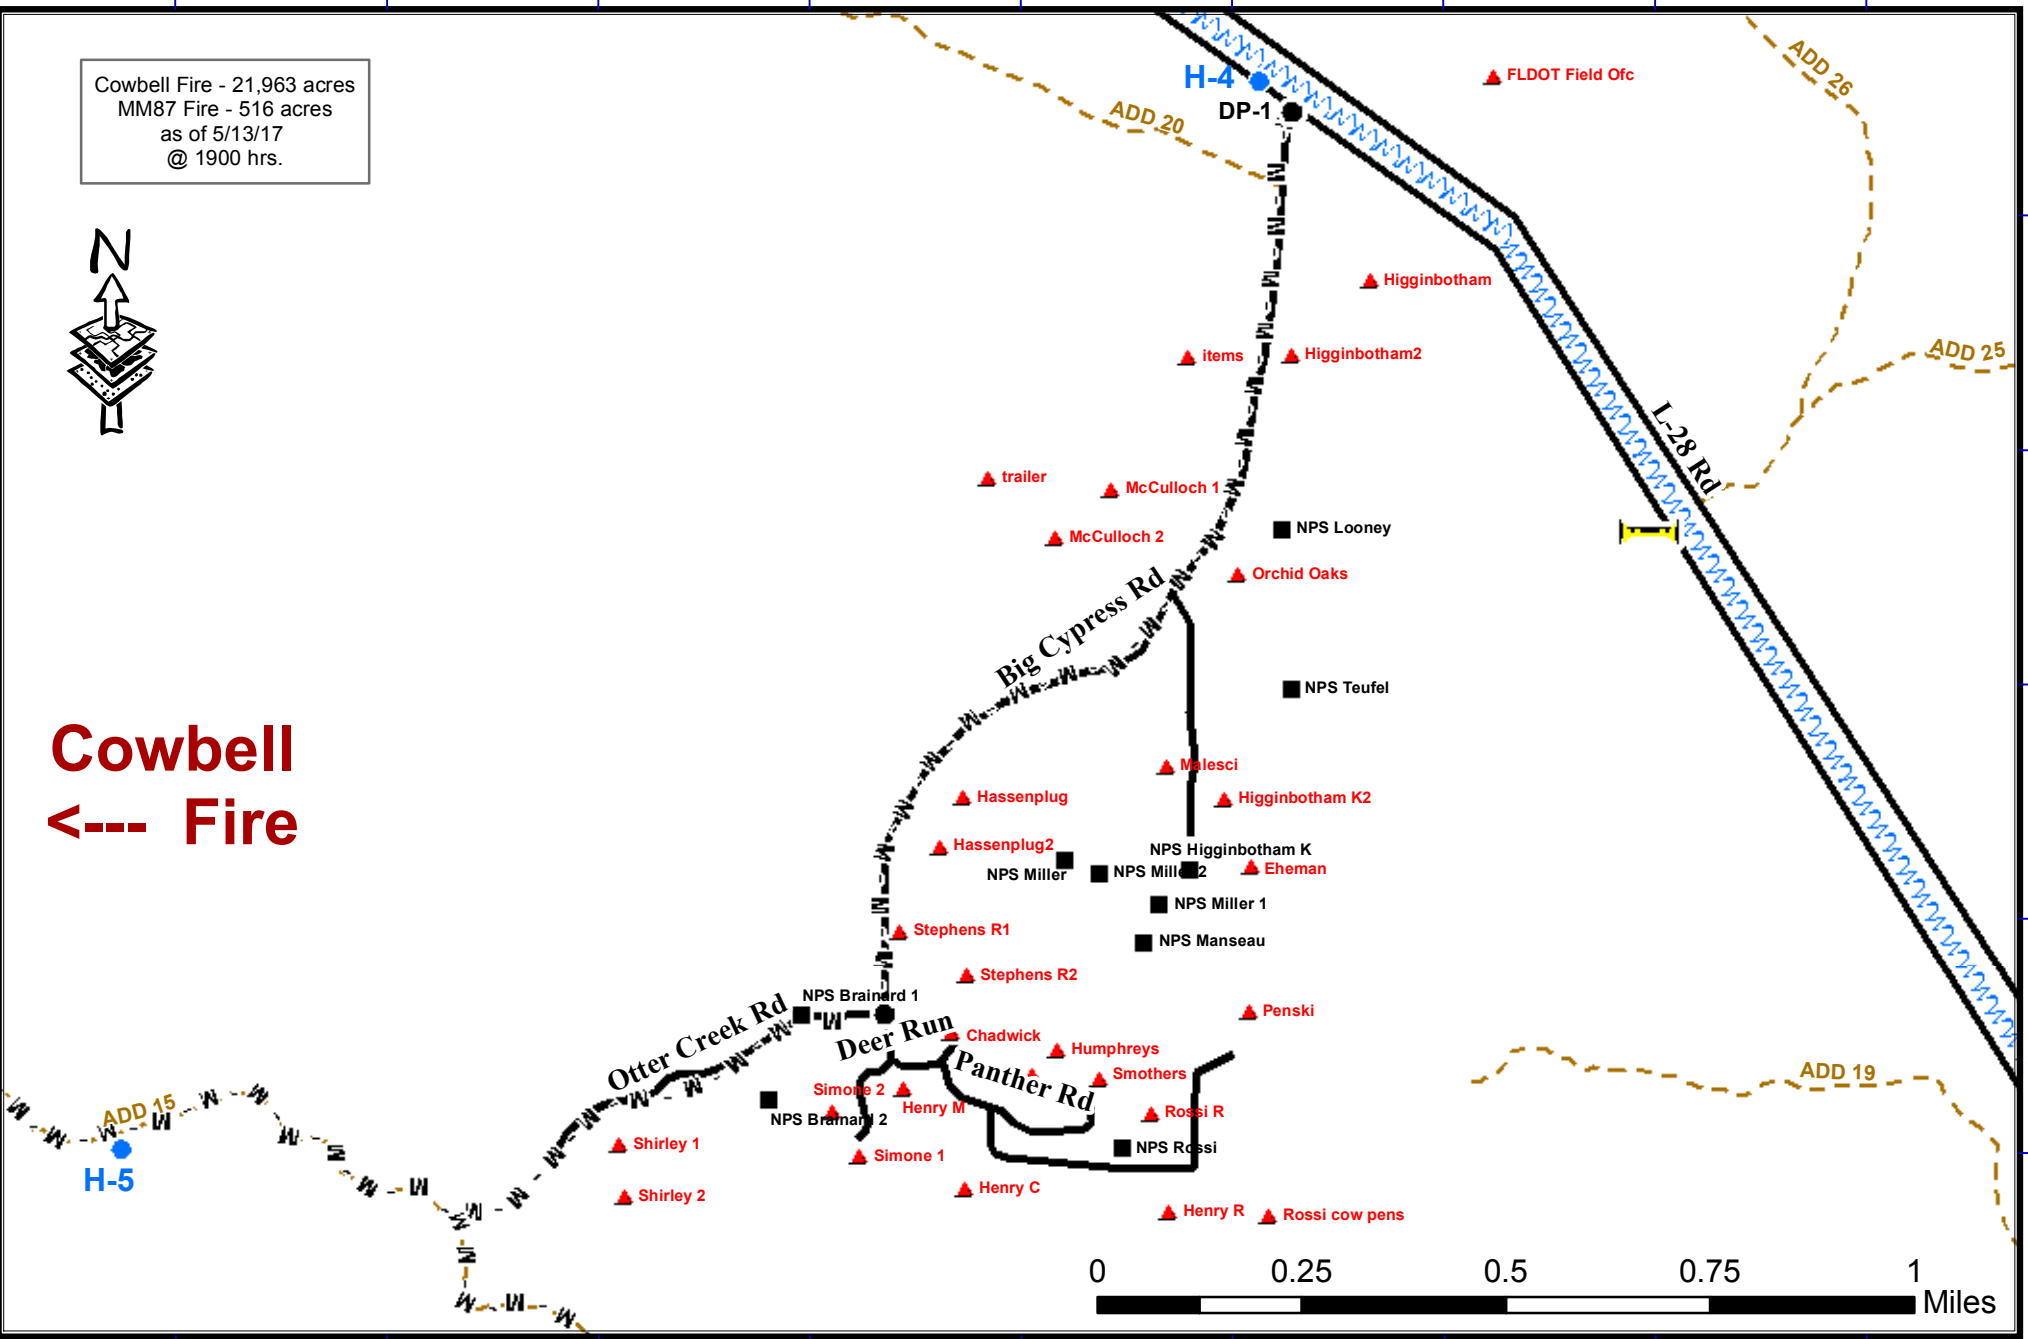 Cowbell Fire - 21,963 acres
MM87 Fire - 516 acres
as of 5/13/17
@ 1900 hrs.
N
H-4
DP-1
ADD 20
FLDOT Field Ofc
ADD 26
Higginbotham
items
Higginbotham2
ADD 25
L-28 Rd
trailer
McCulloch 1
McCulloch 2
NPS Looney
Orchid Oaks
Big Cypress Rd
NPS Teufel
Cowbell
<--- Fire
Malesci
Hassenplug
Higginbotham K2
Hassenplug2
NPS Higginbotham K
NPS Miller
NPS Miller 2
Eheman
NPS Miller 1
Stephens R1
NPS Manseau
Stephens R2
NPS Brainard 1
Otter Creek Rd
Deer Run
Penski
Chadwick
Humphreys
Panther Rd
Smothers
ADD 19
Simone 2
Henry M
ADD 15
NPS Brainard 2
Rossi R
Shirley 1
NPS Rossi
Simone 1
H-5
Shirley 2
Henry C
Henry R
Rossi cow pens
0 0.25 0.5 0.75 1
Miles
M M M M M M M M M M M M M M M M M M M M M M M M M M M M M M M M M M M M M M M M M M